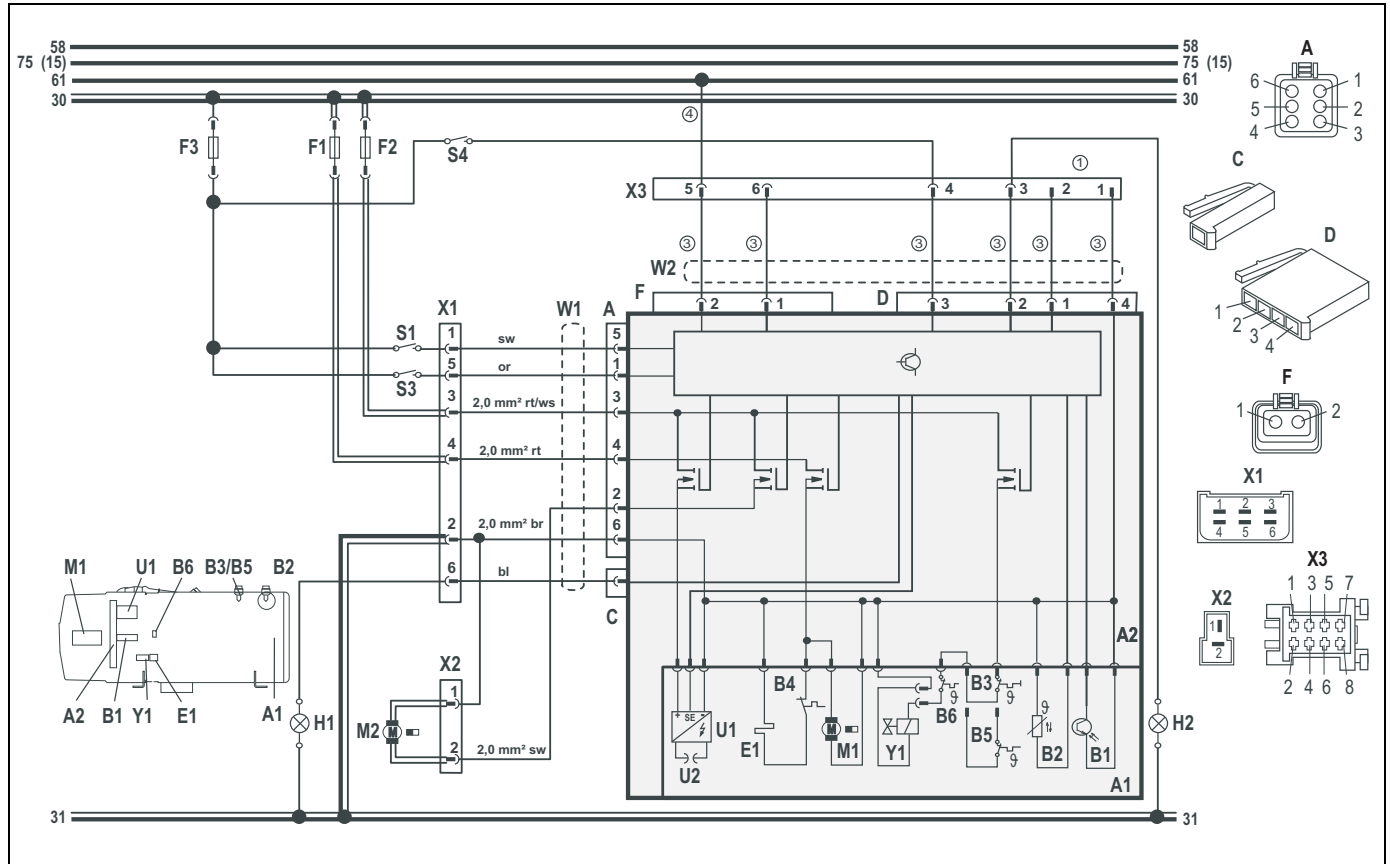 58 58
75 (15) 75 (15)
61 61
30 30
A
6 1
5 2
4 3
4
F3 F1 F2 S4
1
X3 5 6 4 3 2 1
C
D
3 3 3 3 3 3
W2
F 2 1 D 3 2 1 4
1 2 3 4
X1 W1 A
S1 1 sw 5
5 or 1
S3
3 2,0 mm² rt/ws 3
4 2,0 mm² rt 4
2
2 2,0 mm² br 6
6 bl
C
F
1 2
X1
1 2 3
4 5 6
X3
1 3 5 7
2 4 6 8
X2
1
2
M1 U1 B6 B3/B5 B2
A2 B1 Y1 E1 A1
H1
X2
1
M2 M
2 2,0 mm² sw
A2
+ SE -
U1
U2
E1
B4
M
M1
Y1
B6
ϑ
B3
ϑ
B5
ϑ
ϑ
B2
B1
A1
H2
31 31